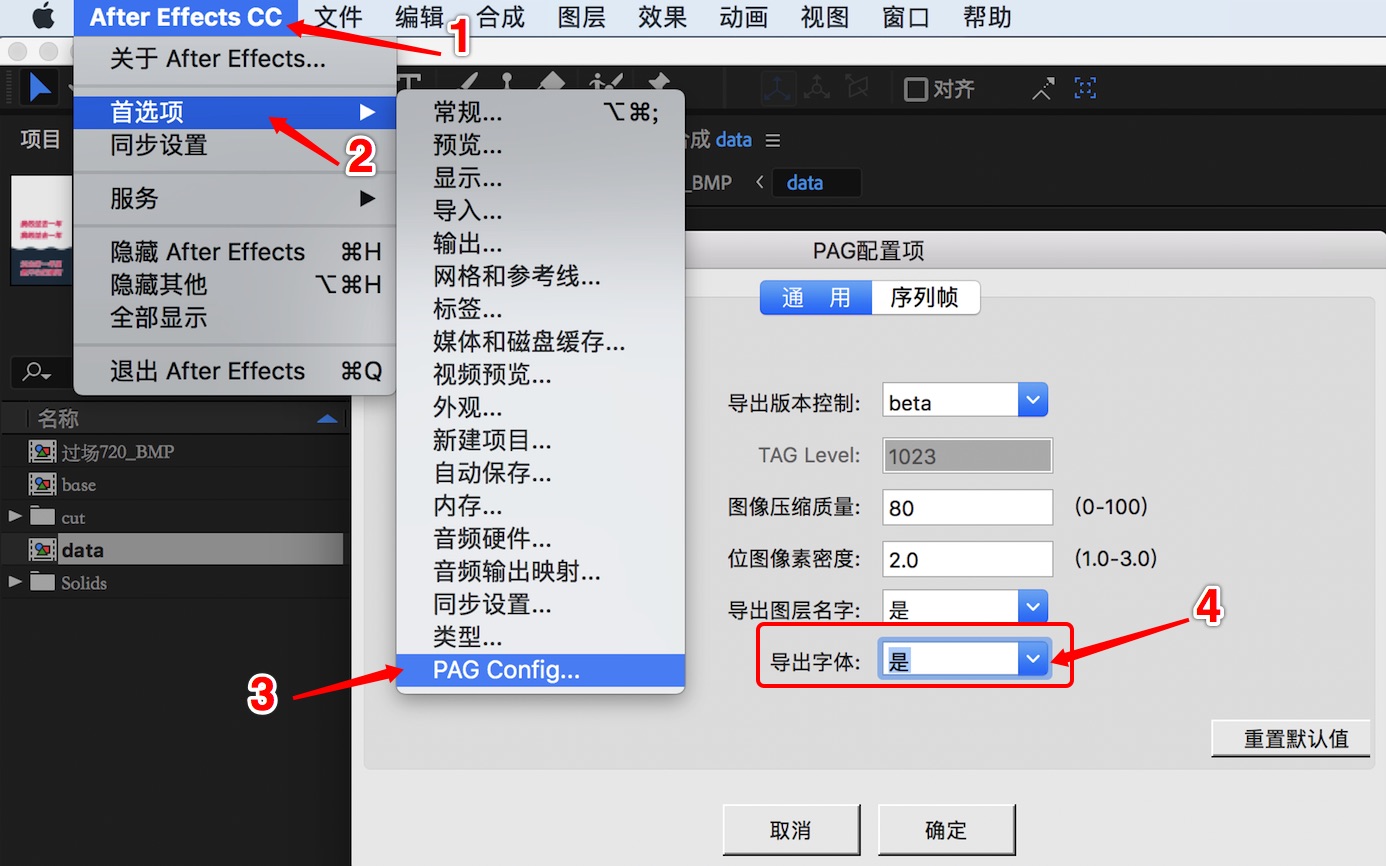 After Effects CC 文件 编辑 合成 图层 效果 动画 视图 窗口 帮助
1
关于 After Effects...
首选项
2
同步设置
服务
隐藏 After Effects ⌘H
隐藏其他 ⌥⌘H
全部显示
退出 After Effects ⌘Q
常规... ⌥⌘;
预览...
显示...
导入...
输出...
网格和参考线...
标签...
媒体和磁盘缓存...
视频预览...
外观...
新建项目...
自动保存...
内存...
音频硬件...
音频输出映射...
同步设置...
类型...
PAG Config...
3
对齐
项目
合成 data
_BMP data
名称
过场720_BMP
base
cut
data
Solids
PAG配置项
通 用 序列帧
导出版本控制: beta
TAG Level: 1023
图像压缩质量: 80 (0-100)
位图像素密度: 2.0 (1.0-3.0)
导出图层名字: 是
4
导出字体: 是
重置默认值
取消 确定